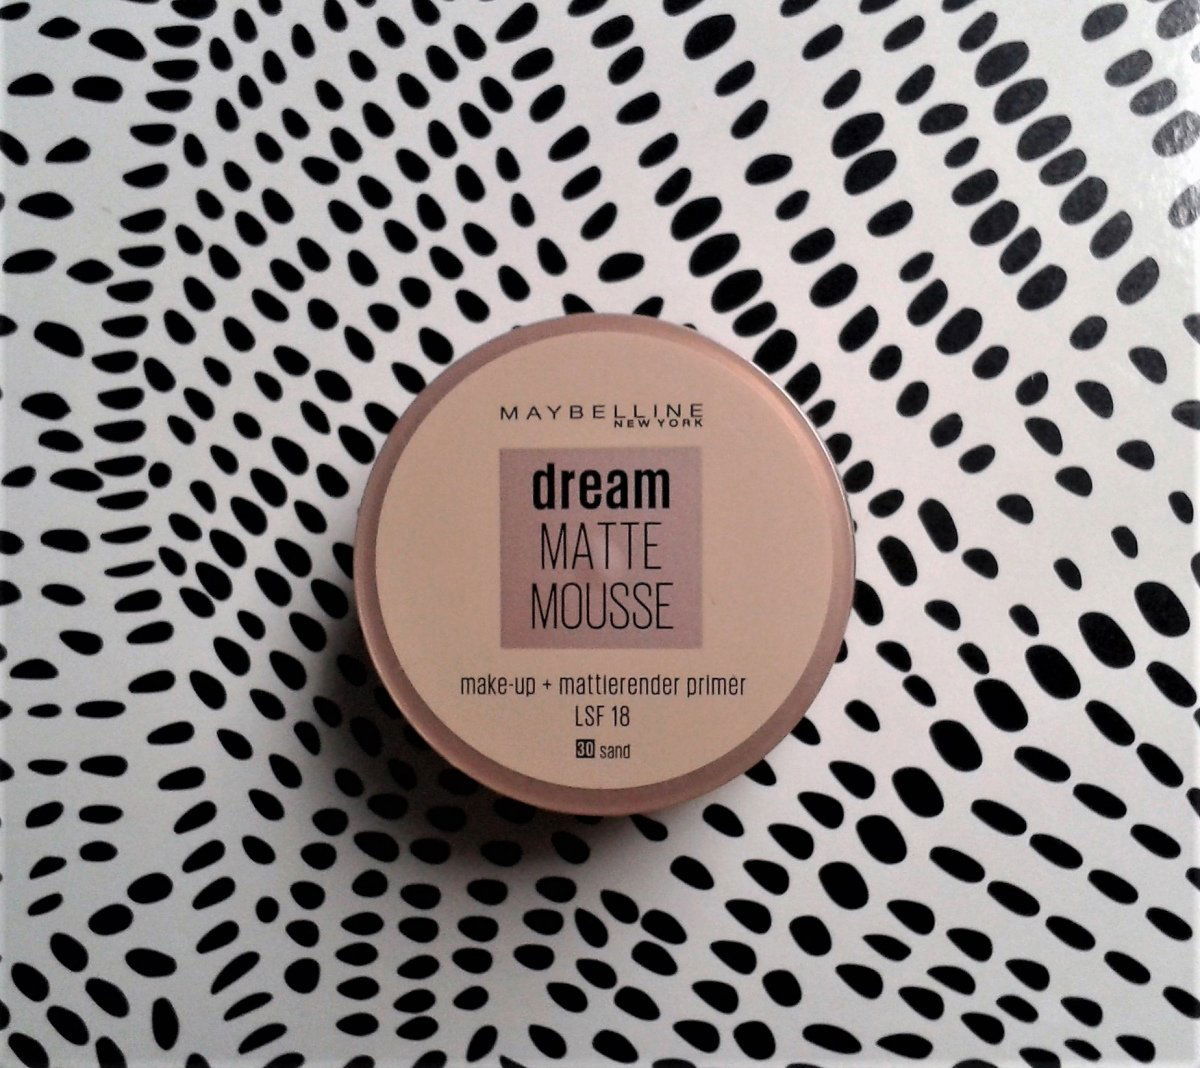 MAYBELLINE
NEW YORK
dream
MATTE
MOUSSE
make-up + mattierender primer
LSF 18
30 sand